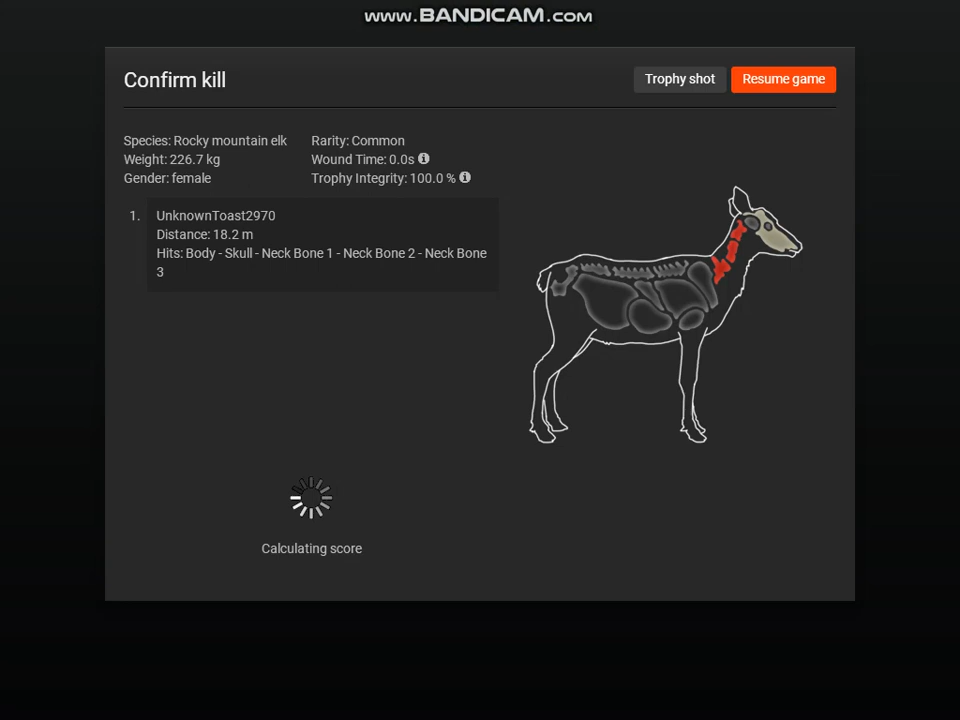 www.BANDICAM.com
Confirm kill
Trophy shot
Resume game
Species: Rocky mountain elk
Weight: 226.7 kg
Gender: female
Rarity: Common
Wound Time: 0.0s
Trophy Integrity: 100.0 %
1. UnknownToast2970
Distance: 18.2 m
Hits: Body - Skull - Neck Bone 1 - Neck Bone 2 - Neck Bone
3
Calculating score